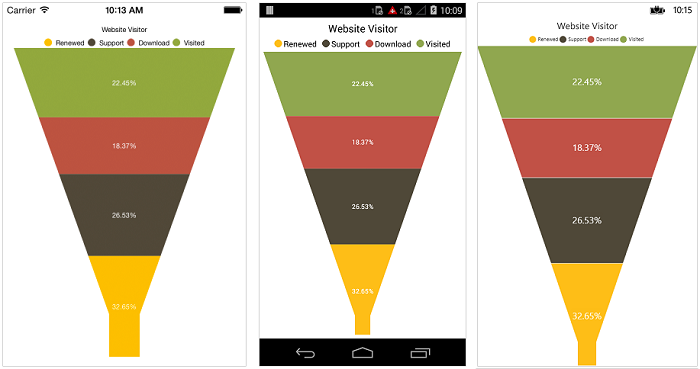 Carrier 10:13 AM
Website Visitor
Renewed Support Download Visited
22.45%
18.37%
26.53%
32.65%
10:09
Website Visitor
Renewed Support Download Visited
22.45%
18.37%
26.53%
32.65%
10:15
Website Visitor
Renewed Support Download Visited
22.45%
18.37%
26.53%
32.65%